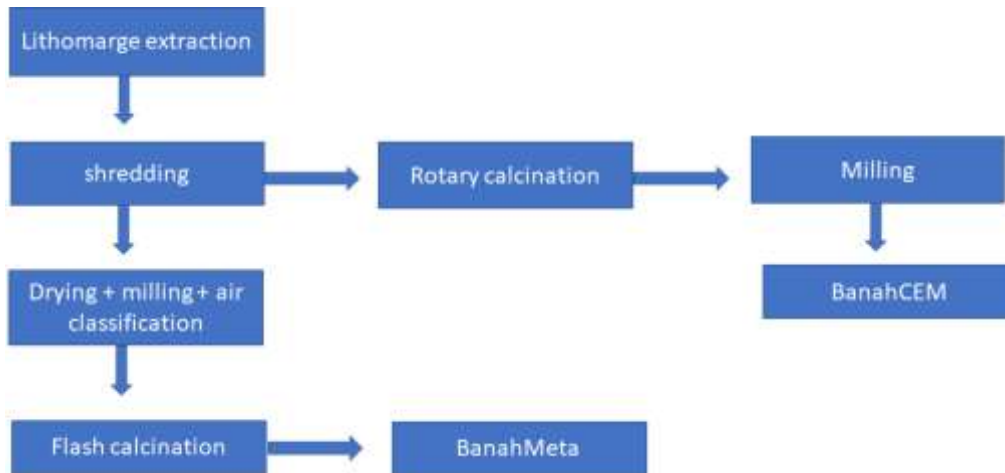 Lithomarge extraction
shredding
Rotary calcination
Milling
Drying + milling + air
classification
BanahCEM
Flash calcination
BanahMeta